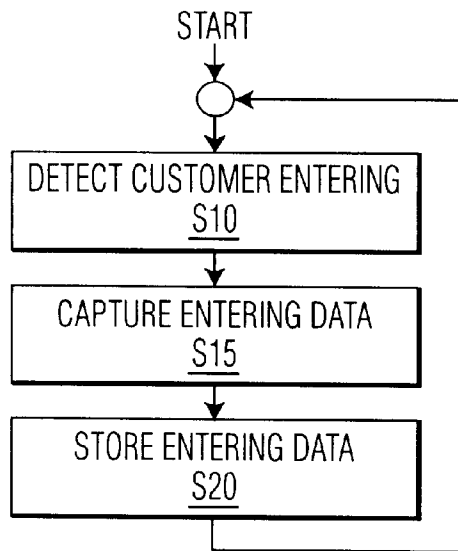 START
DETECT CUSTOMER ENTERING
S10
CAPTURE ENTERING DATA
S15
STORE ENTERING DATA
S20